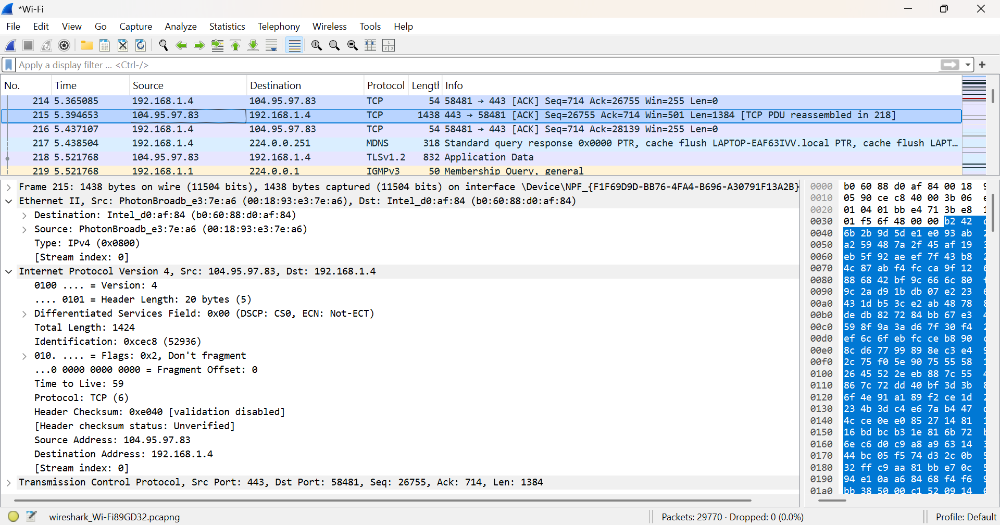 *Wi-Fi
File Edit View Go Capture Analyze Statistics Telephony Wireless Tools Help
Apply a display filter ... <Ctrl-/>
No. Time Source Destination Protocol Lengtl Info
214 5.365085 192.168.1.4 104.95.97.83 TCP 54 58481 → 443 [ACK] Seq=714 Ack=26755 Win=255 Len=0
215 5.394653 104.95.97.83 192.168.1.4 TCP 1438 443 → 58481 [ACK] Seq=26755 Ack=714 Win=501 Len=1384 [TCP PDU reassembled in 218]
216 5.437107 192.168.1.4 104.95.97.83 TCP 54 58481 → 443 [ACK] Seq=714 Ack=28139 Win=255 Len=0
217 5.438504 192.168.1.4 224.0.0.251 MDNS 318 Standard query response 0x0000 PTR, cache flush LAPTOP-EAF63IVV.local PTR, cache flush LAPT…
218 5.521768 104.95.97.83 192.168.1.4 TLSv1.2 832 Application Data
219 5.521768 192.168.1.1 224.0.0.1 IGMPv3 50 Membership Query, general
Frame 215: 1438 bytes on wire (11504 bits), 1438 bytes captured (11504 bits) on interface \Device\NPF_{F1F69D9D-BB76-4FA4-B696-A30791F13A2B}
Ethernet II, Src: PhotonBroadb_e3:7e:a6 (00:18:93:e3:7e:a6), Dst: Intel_d0:af:84 (b0:60:88:d0:af:84)
Destination: Intel_d0:af:84 (b0:60:88:d0:af:84)
Source: PhotonBroadb_e3:7e:a6 (00:18:93:e3:7e:a6)
Type: IPv4 (0x0800)
[Stream index: 0]
Internet Protocol Version 4, Src: 104.95.97.83, Dst: 192.168.1.4
0100 .... = Version: 4
.... 0101 = Header Length: 20 bytes (5)
Differentiated Services Field: 0x00 (DSCP: CS0, ECN: Not-ECT)
Total Length: 1424
Identification: 0xcec8 (52936)
010. .... = Flags: 0x2, Don't fragment
...0 0000 0000 0000 = Fragment Offset: 0
Time to Live: 59
Protocol: TCP (6)
Header Checksum: 0xe040 [validation disabled]
[Header checksum status: Unverified]
Source Address: 104.95.97.83
Destination Address: 192.168.1.4
[Stream index: 0]
Transmission Control Protocol, Src Port: 443, Dst Port: 58481, Seq: 26755, Ack: 714, Len: 1384
0000 b0 60 88 d0 af 84 00 18
0010 05 90 ce c8 40 00 3b 06
0020 01 04 01 bb e4 71 3b e8
0030 01 f5 6f 48 00 00 b2 42
0040 6b 2b 9d 5d e1 e0 93 ab
0050 a2 59 48 7a 2f 45 af 19
0060 eb 5f 92 ae ef 7f 43 b8
0070 4c 87 ab f4 fc ca 9f 12
0080 88 68 42 bf 9c 66 6c 80
0090 9c 2a d9 1b db 07 e2 23
00a0 43 1d b5 3c e2 ab 48 78
00b0 de db 82 72 84 bb 67 e3
00c0 59 8f 9a 3a d6 7f 30 f4
00d0 ef 6c 6f eb fc ce b8 90
00e0 8c d6 77 99 89 8e c3 e4
00f0 2c 75 f0 5e 90 75 55 58
0100 26 45 52 2e eb 88 7c 55
0110 86 7c 72 dd 40 bf 3d 3b
0120 6f 4e 91 a1 89 f2 ce 1d
0130 23 4b 3d c4 e6 7a b4 47
0140 4c ce 0e e0 85 27 14 81
0150 16 bd bc b3 1e 81 6b 72
0160 6e c6 d0 c9 a8 a9 63 14
0170 44 bc 05 f5 74 d3 2c 0b
0180 32 ff c9 aa 81 bb e7 0c
0190 94 e1 0a a6 84 68 f4 f6
01a0 bb 38 50 00 c1 52 09 14
wireshark_Wi-Fi89GD32.pcapng
Packets: 29770 · Dropped: 0 (0.0%)
Profile: Default